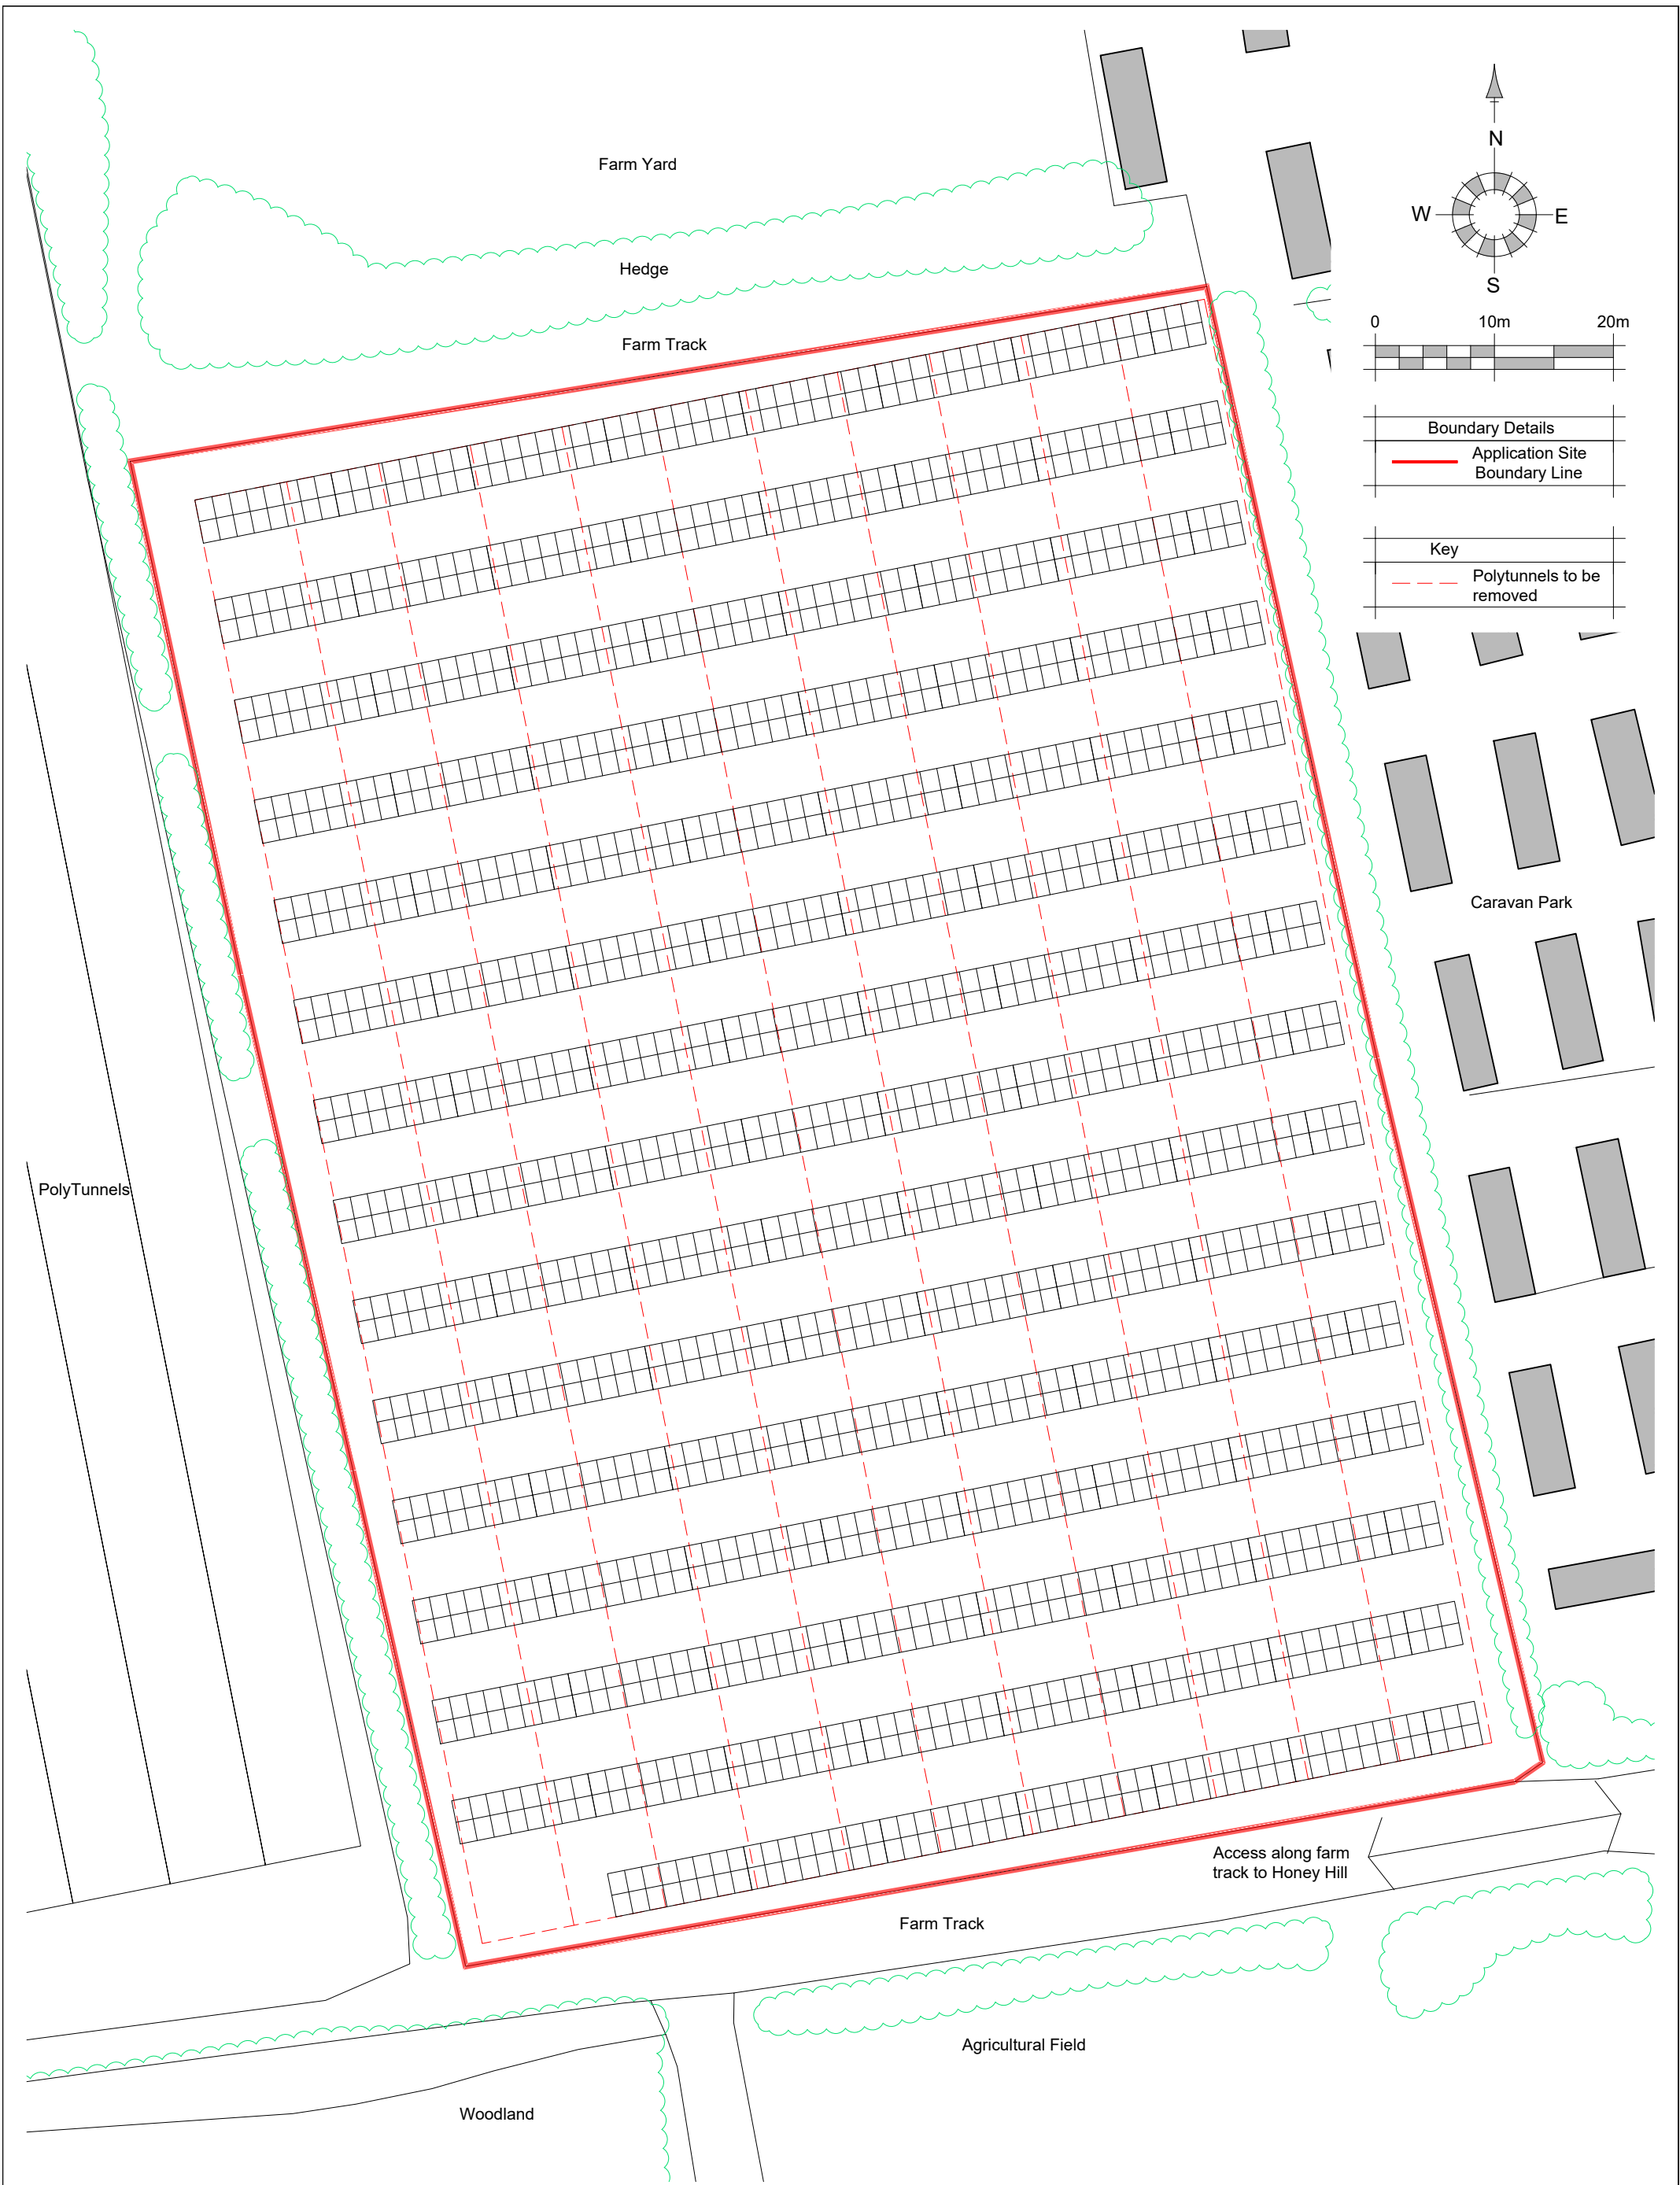 Farm Yard
Hedge
Farm Track
N
W
E
S
0 10m 20m
Boundary Details
Application Site
Boundary Line
Key
Polytunnels to be
removed
Caravan Park
PolyTunnels
Access along farm
track to Honey Hill
Farm Track
Agricultural Field
Woodland